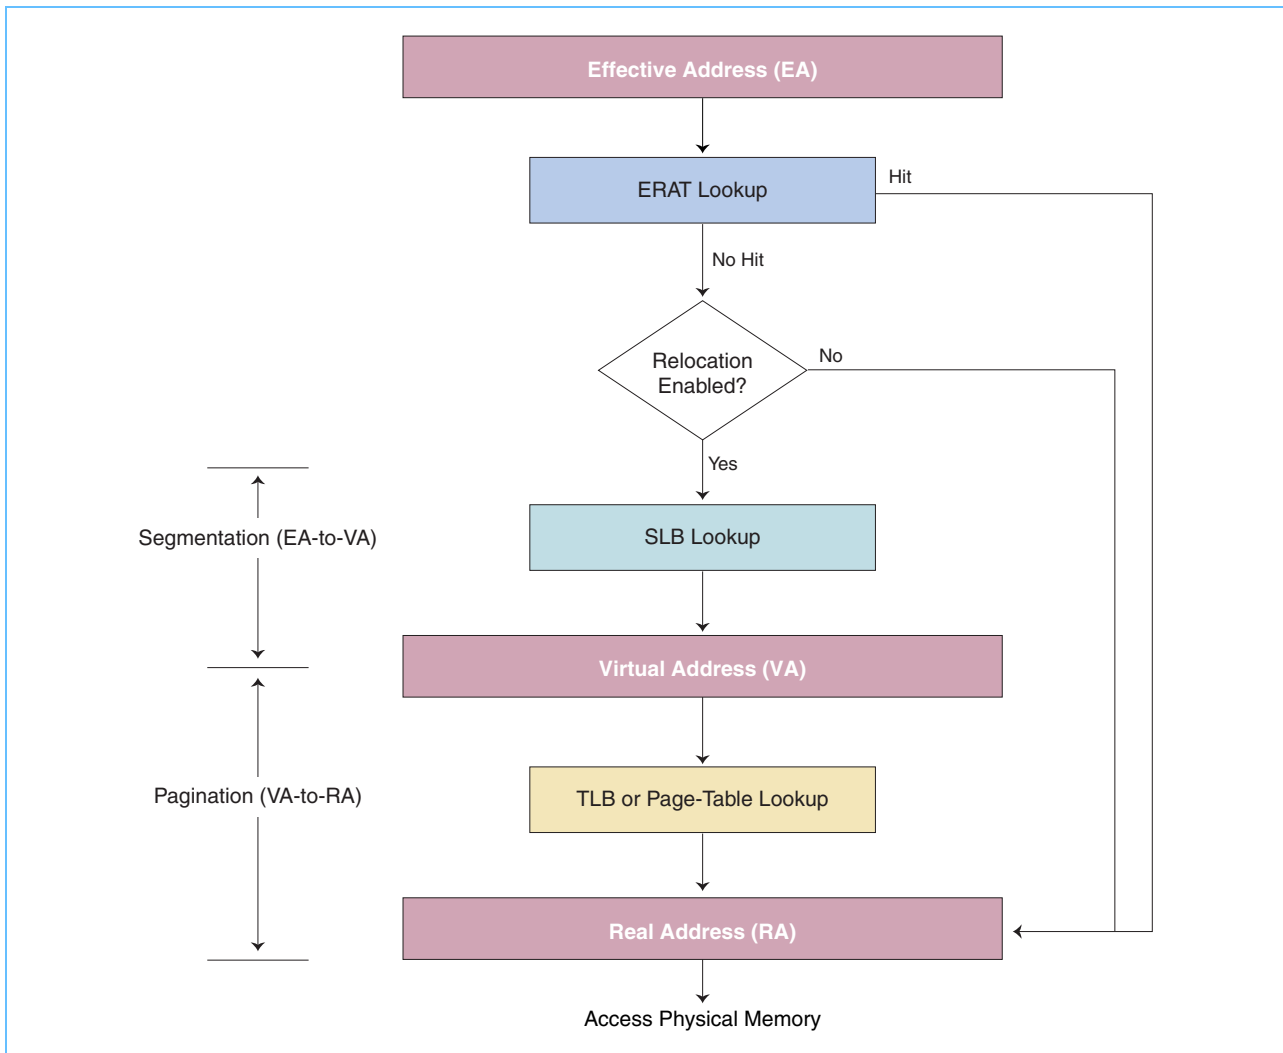 Effective Address (EA)
ERAT Lookup
Hit
No Hit
Relocation
Enabled?
No
Yes
Segmentation (EA-to-VA)
SLB Lookup
Virtual Address (VA)
Pagination (VA-to-RA)
TLB or Page-Table Lookup
Real Address (RA)
Access Physical Memory